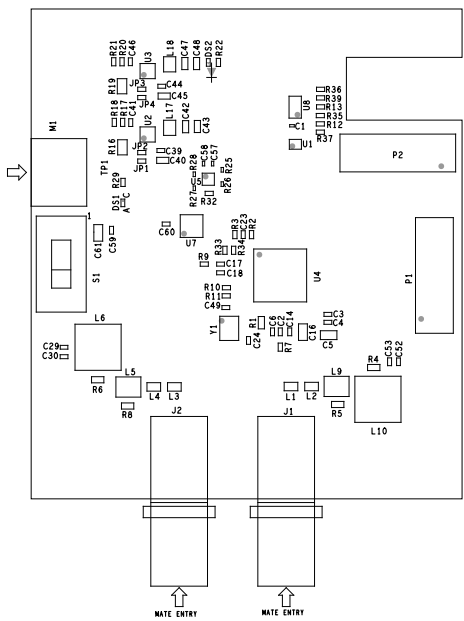 R21 R20 C46 U3 L18 C47 C48 DS2 R22
R19 JP3 C44
JP4 C45
R36
R39
U8 R13
R35
R18 R17 C41 U2 L17 C42 C43
C1 R12
R37
M1
R16 JP2 C39 U1
JP1 C40
P2
TP1 R28 C58 C57 R25
R29 U5 R26
R27 R32
DS1 A C
1
C61 C59 C60 U7
R3 C23 R2
R33 R34
S1 R9 C17
C18
U4 P1
R10
R11
C49
L6 Y1 R1 C6 C2 C14 C16 C3
C4
C5
C24 R7
C29
C30
C53 C52
R4
R6 L5 L4 L3 L1 L2 L9
R8 R5
L10
J2 J1
MATE ENTRY MATE ENTRY